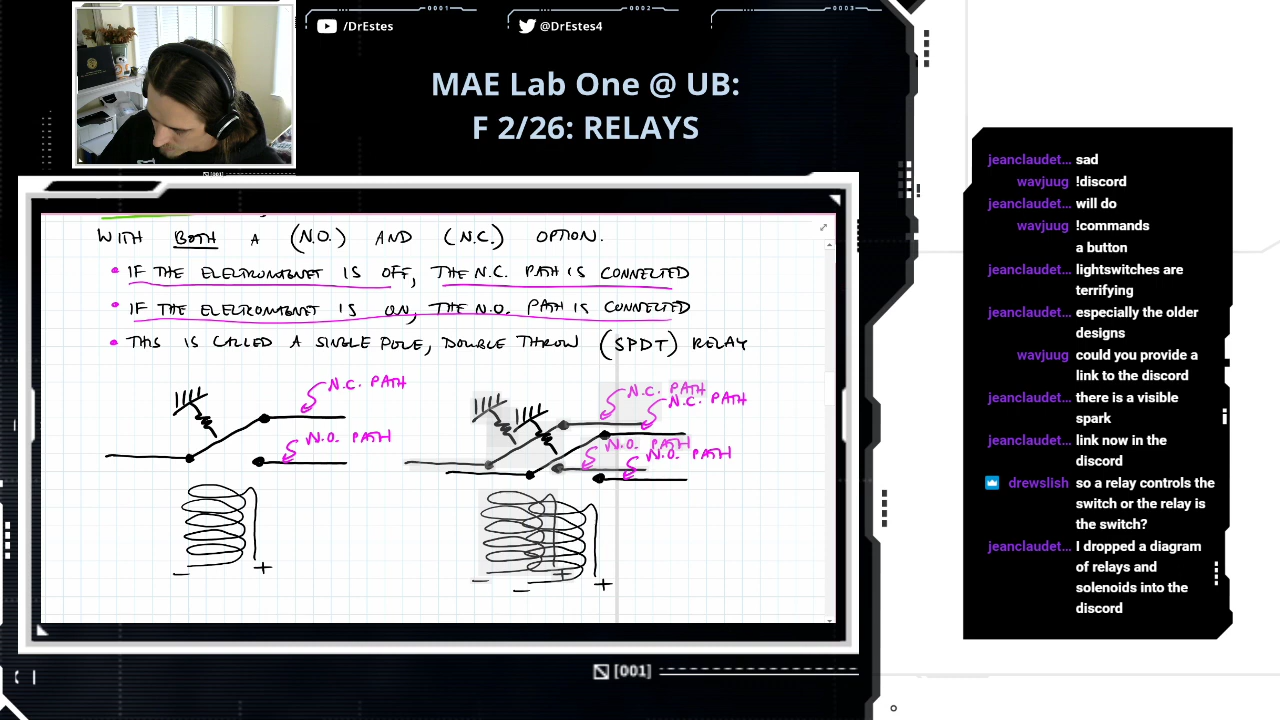 0001
0002
0003
/DrEstes
@DrEstes4
MAE Lab One @ UB:
F 2/26: RELAYS
[001]
WITH BOTH A (N.O.) AND (N.C.) OPTION.
• IF THE ELECTROMAGNET IS OFF, THE N.C. PATH IS CONNECTED
• IF THE ELECTROMAGNET IS ON, THE N.O. PATH IS CONNECTED
• THIS IS CALLED A SINGLE POLE, DOUBLE THROW (SPDT) RELAY
N.C. PATH
N.O. PATH
- +
N.C. PATH
N.C. PATH
N.O. PATH
N.O. PATH
- +
- +
[001]
jeanclaudet... sad
wavjuug !discord
jeanclaudet... will do
wavjuug !commands
a button
jeanclaudet... lightswitches are
terrifying
jeanclaudet... especially the older
designs
wavjuug could you provide a
link to the discord
jeanclaudet... there is a visible
spark
jeanclaudet... link now in the
discord
drewslish so a relay controls the
switch or the relay is
the switch?
jeanclaudet... I dropped a diagram
of relays and
solenoids into the
discord